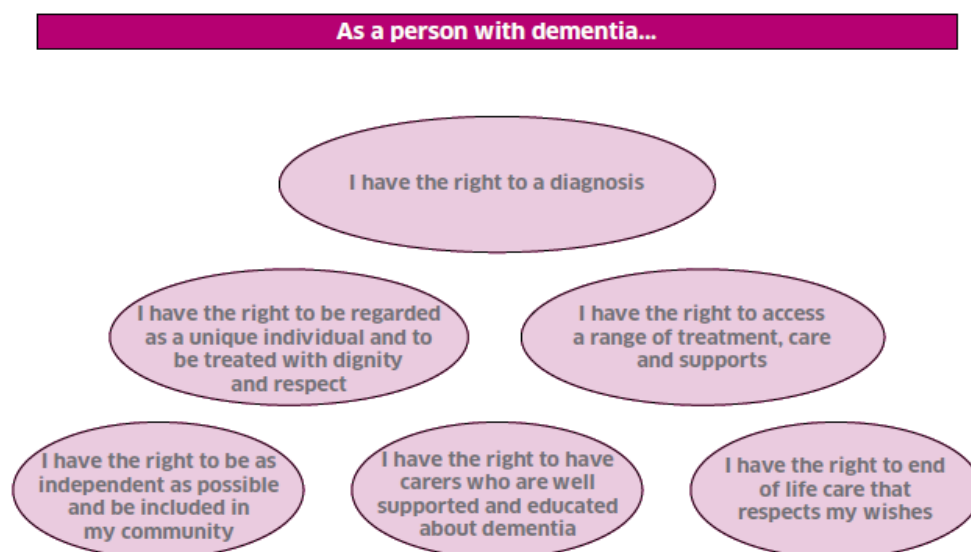 As a person with dementia...
I have the right to a diagnosis
I have the right to be regarded
as a unique individual and to
be treated with dignity
and respect
I have the right to access
a range of treatment, care
and supports
I have the right to be as
independent as possible
and be included in
my community
I have the right to have
carers who are well
supported and educated
about dementia
I have the right to end
of life care that
respects my wishes